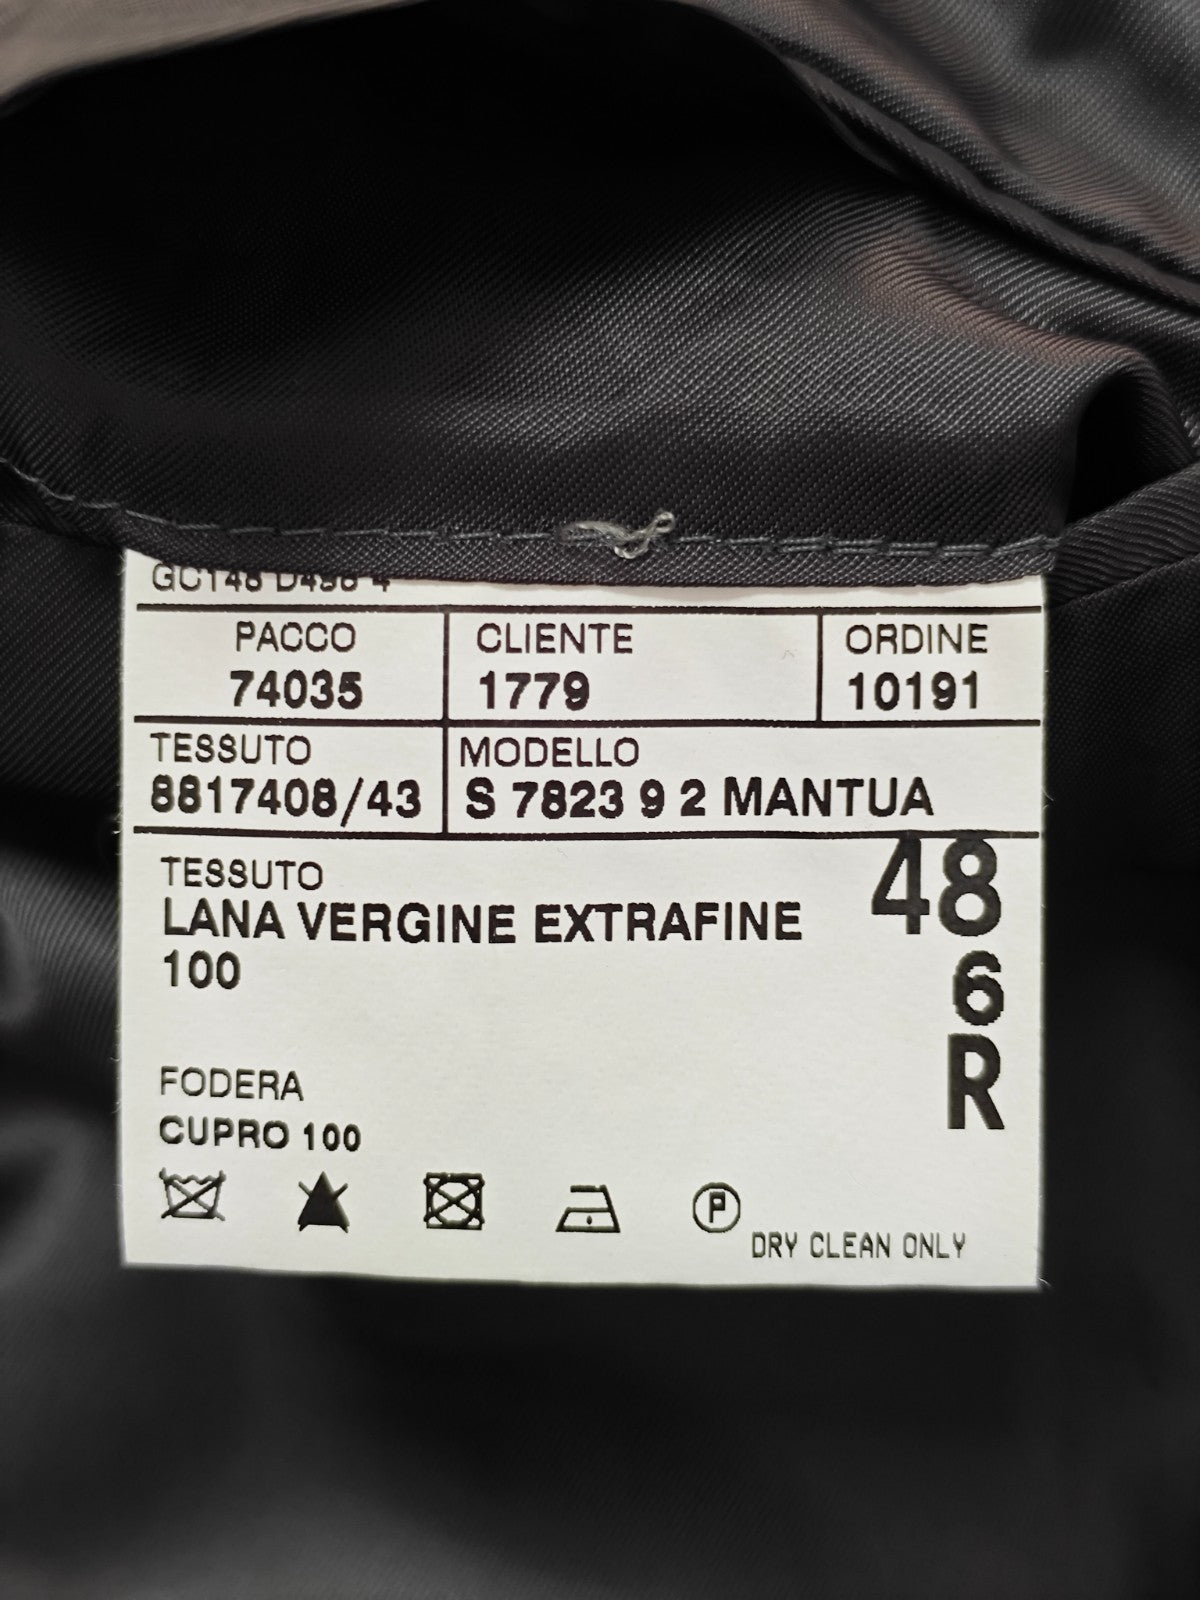 PACCO CLIENTE ORDINE
74035 1779 10191
TESSUTO MODELLO
8817408/43 S 7823 9 2 MANTUA
48
TESSUTO
LANA VERGINE EXTRAFINE
100
6
R
FODERA
CUPRO 100
P
DRY CLEAN ONLY